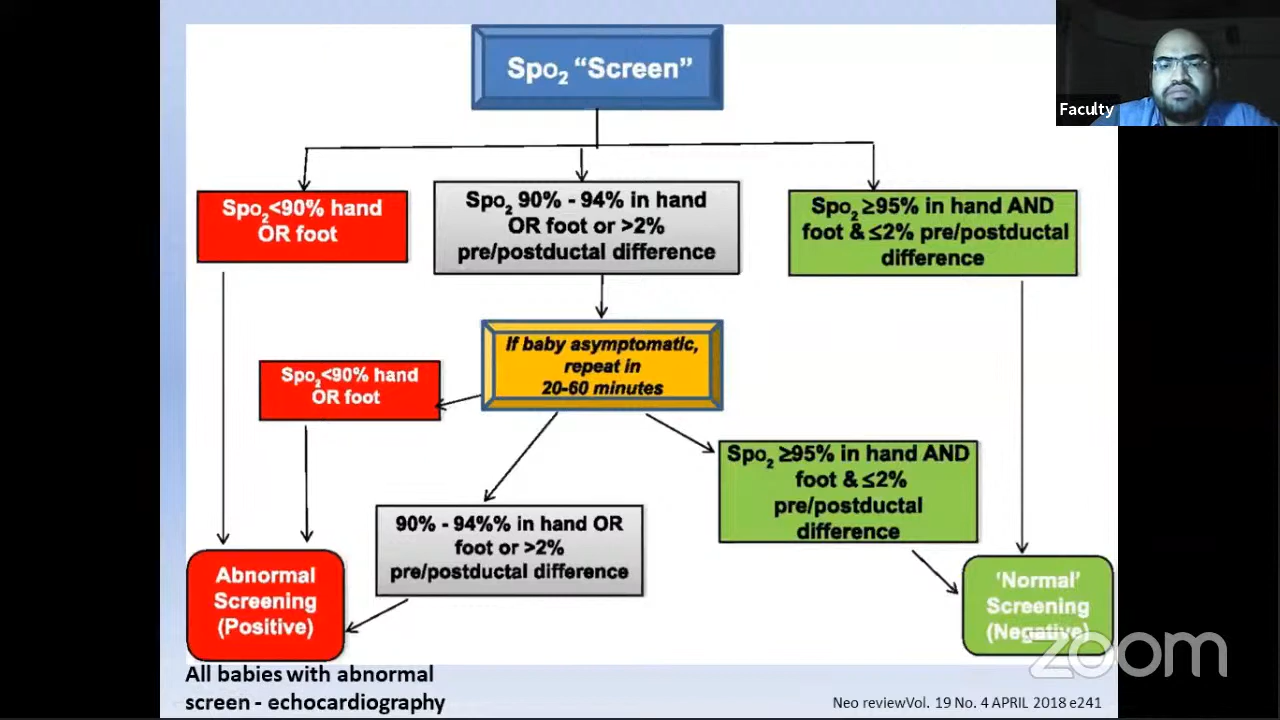 Spo₂ “Screen”
Faculty
Spo₂<90% hand
OR foot
Spo₂ 90% - 94% in hand
OR foot or >2%
pre/postductal difference
Spo₂ ≥95% in hand AND
foot & ≤2% pre/postductal
difference
If baby asymptomatic,
repeat in
20-60 minutes
Spo₂<90% hand
OR foot
Spo₂ ≥95% in hand AND
foot & ≤2%
pre/postductal
difference
90% - 94%% in hand OR
foot or >2%
pre/postductal difference
Abnormal
Screening
(Positive)
'Normal'
Screening
(Negative)
zoom
All babies with abnormal
screen - echocardiography
Neo reviewVol. 19 No. 4 APRIL 2018 e241